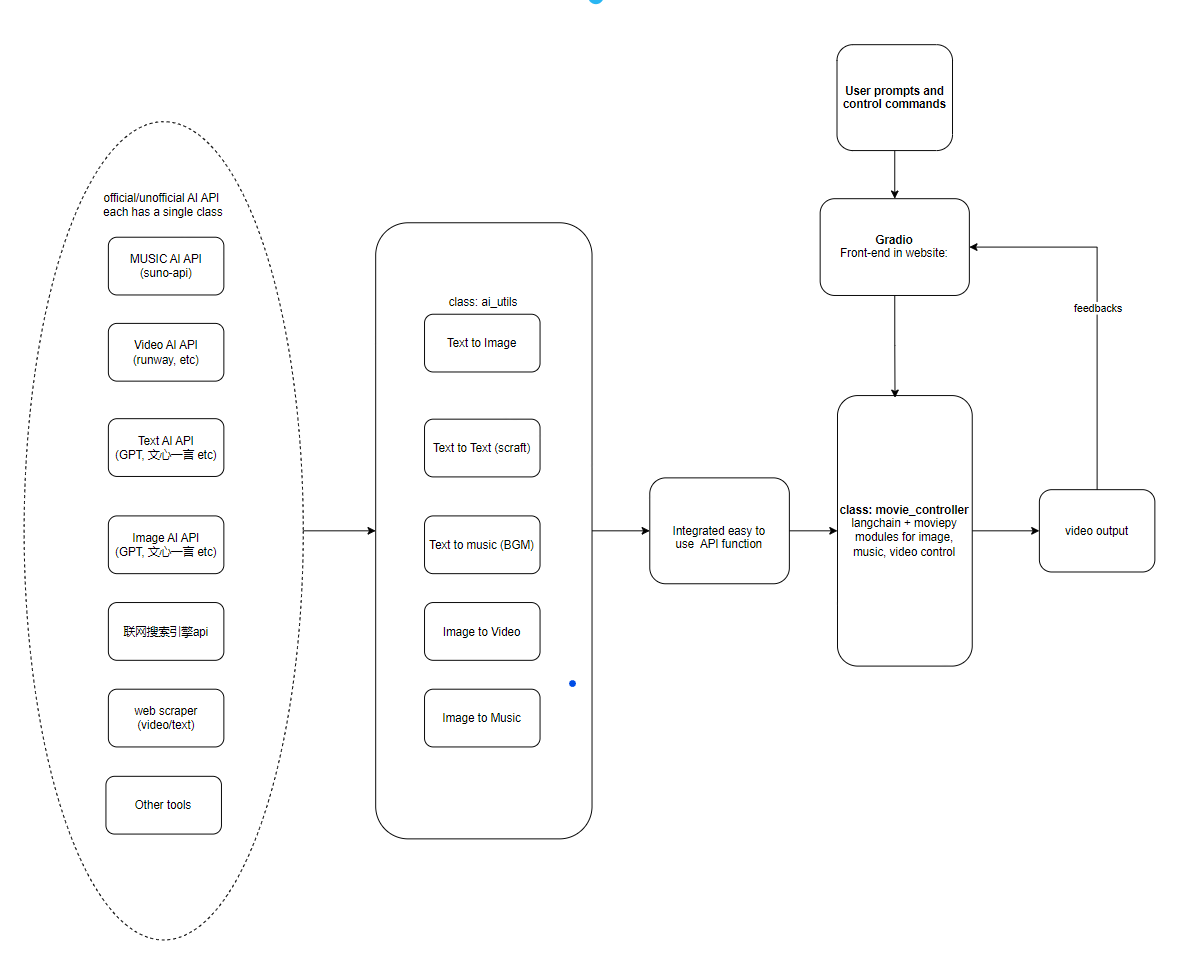 official/unofficial AI API
each has a single class
MUSIC AI API
(suno-api)
Video AI API
(runway, etc)
Text AI API
(GPT, 文心一言 etc)
Image AI API
(GPT, 文心一言 etc)
联网搜索引擎api
web scraper
(video/text)
Other tools
class: ai_utils
Text to Image
Text to Text (scraft)
Text to music (BGM)
Image to Video
Image to Music
Integrated easy to
use API function
User prompts and
control commands
Gradio
Front-end in website:
class: movie_controller
langchain + moviepy
modules for image,
music, video control
video output
feedbacks